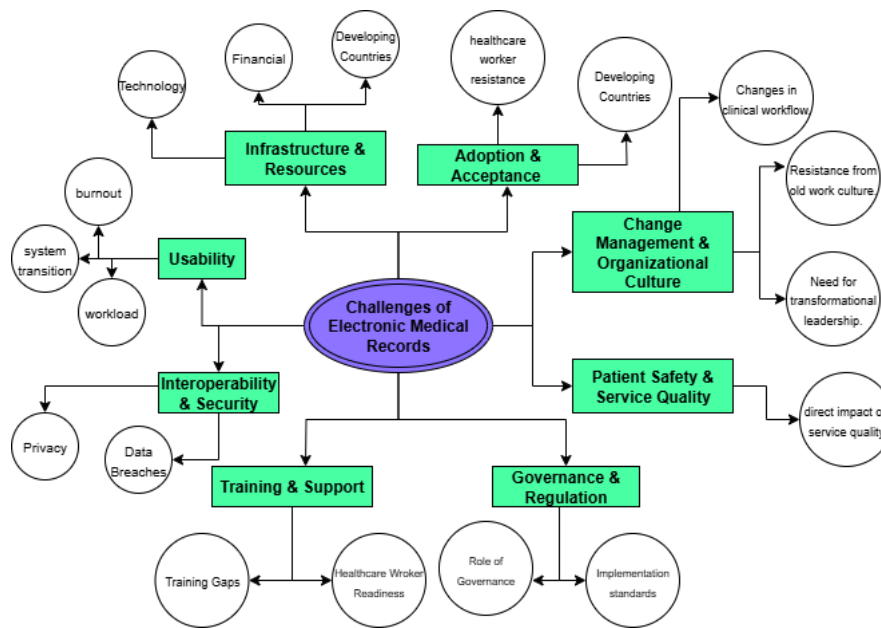 Technology
Financial
Developing
Countries
Infrastructure &
Resources
healthcare
worker
resistance
Developing
Countries
Adoption &
Acceptance
Changes in
clinical workflow.
Resistance from
old work culture.
Need for
transformational
leadership.
Change
Management &
Organizational
Culture
burnout
system
transition
workload
Usability
Challenges of
Electronic Medical
Records
Interoperability
& Security
Privacy
Data
Breaches
Patient Safety &
Service Quality
direct impact o
service quality
Training & Support
Training Gaps
Healthcare Wroker
Readiness
Governance &
Regulation
Role of
Governance
Implementation
standards